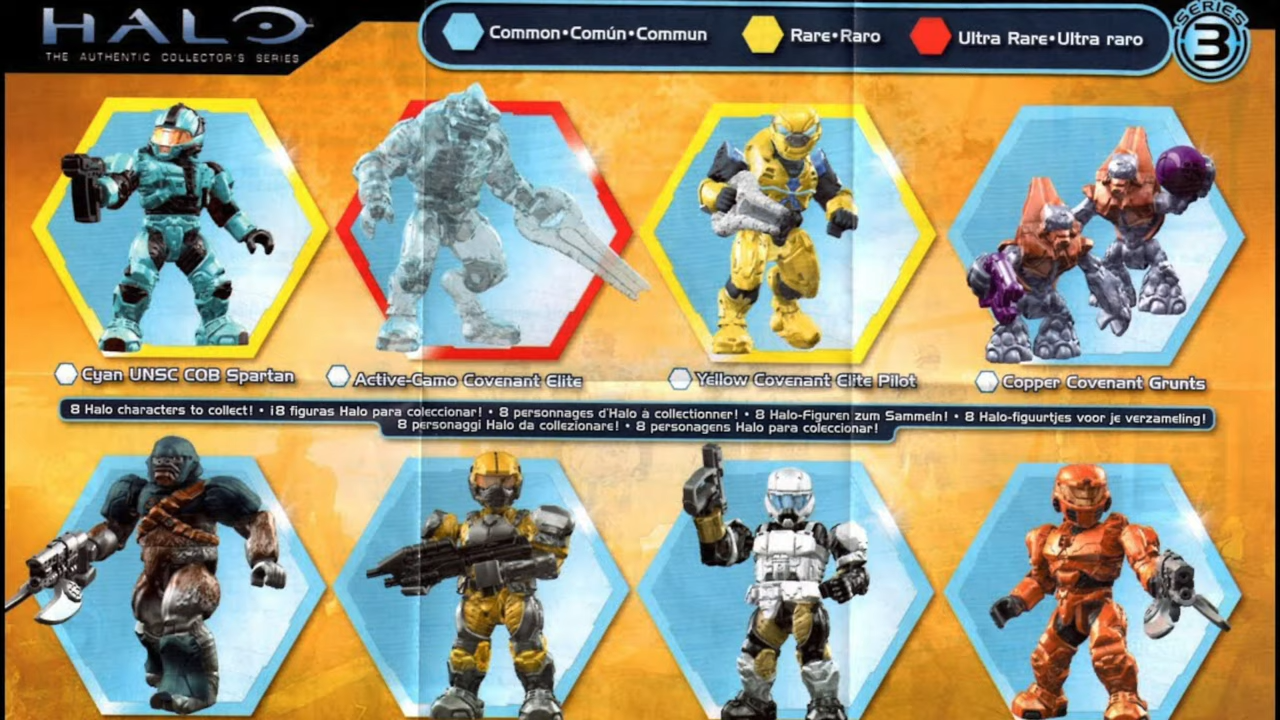 HALO
THE AUTHENTIC COLLECTOR'S SERIES
Common•Común•Commun
Rare•Raro
Ultra Rare•Ultra raro
SERIES
3
Cyan UNSC CQB Spartan
Active-Camo Covenant Elite
Yellow Covenant Elite Pilot
Copper Covenant Grunts
8 Halo characters to collect! • ¡8 figuras Halo para coleccionar! • 8 personnages d'Halo à collectionner! • 8 Halo-Figuren zum Sammeln! • 8 Halo-figuurtjes voor je verzameling!
8 personaggi Halo da collezionare! • 8 personagens Halo para coleccionar!